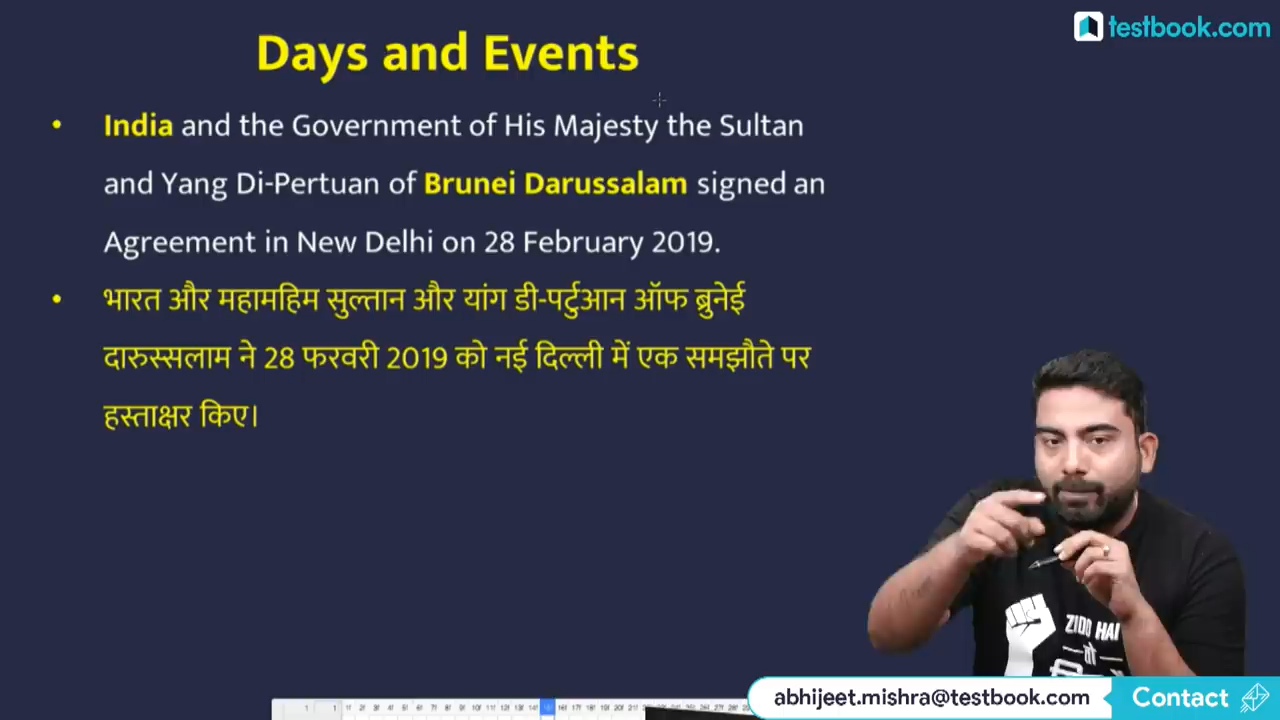 testbook.com
Days and Events
• India and the Government of His Majesty the Sultan
and Yang Di-Pertuan of Brunei Darussalam signed an
Agreement in New Delhi on 28 February 2019.
• भारत और महामहिम सुल्तान और यांग डी-पर्टुआन ऑफ ब्रुनेई
दारुस्सलाम ने 28 फरवरी 2019 को नई दिल्ली में एक समझौते पर
हस्ताक्षर किए।
ZIDD HAI
तो
abhijeet.mishra@testbook.com Contact